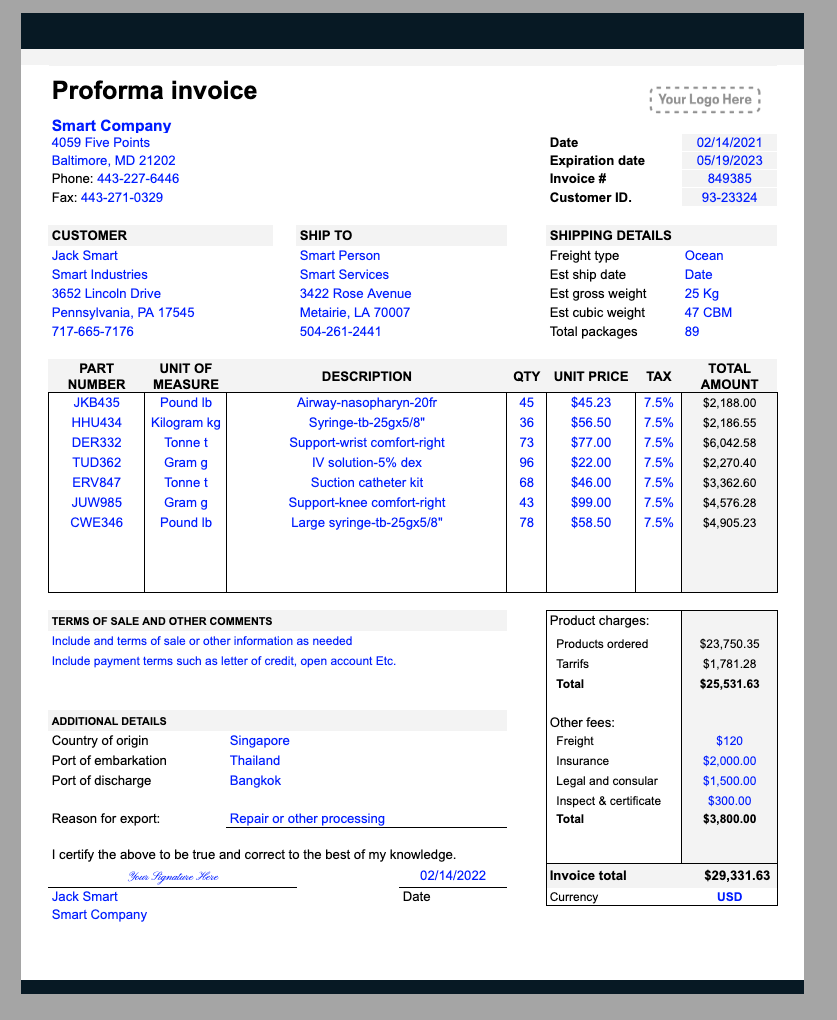 Proforma invoice
Your Logo Here
Smart Company
4059 Five Points
Baltimore, MD 21202
Phone: 443-227-6446
Fax: 443-271-0329
Date 02/14/2021
Expiration date 05/19/2023
Invoice # 849385
Customer ID. 93-23324
CUSTOMER
Jack Smart
Smart Industries
3652 Lincoln Drive
Pennsylvania, PA 17545
717-665-7176
SHIP TO
Smart Person
Smart Services
3422 Rose Avenue
Metairie, LA 70007
504-261-2441
SHIPPING DETAILS
Freight type Ocean
Est ship date Date
Est gross weight 25 Kg
Est cubic weight 47 CBM
Total packages 89
PART NUMBER UNIT OF MEASURE DESCRIPTION QTY UNIT PRICE TAX TOTAL AMOUNT
JKB435 Pound lb Airway-nasopharyn-20fr 45 $45.23 7.5% $2,188.00
HHU434 Kilogram kg Syringe-tb-25gx5/8" 36 $56.50 7.5% $2,186.55
DER332 Tonne t Support-wrist comfort-right 73 $77.00 7.5% $6,042.58
TUD362 Gram g IV solution-5% dex 96 $22.00 7.5% $2,270.40
ERV847 Tonne t Suction catheter kit 68 $46.00 7.5% $3,362.60
JUW985 Gram g Support-knee comfort-right 43 $99.00 7.5% $4,576.28
CWE346 Pound lb Large syringe-tb-25gx5/8" 78 $58.50 7.5% $4,905.23
TERMS OF SALE AND OTHER COMMENTS
Include and terms of sale or other information as needed
Include payment terms such as letter of credit, open account Etc.
ADDITIONAL DETAILS
Country of origin Singapore
Port of embarkation Thailand
Port of discharge Bangkok
Reason for export: Repair or other processing
I certify the above to be true and correct to the best of my knowledge.
Your Signature Here 02/14/2022
Jack Smart Date
Smart Company
Product charges:
Products ordered $23,750.35
Tarrifs $1,781.28
Total $25,531.63
Other fees:
Freight $120
Insurance $2,000.00
Legal and consular $1,500.00
Inspect & certificate $300.00
Total $3,800.00
Invoice total $29,331.63
Currency USD